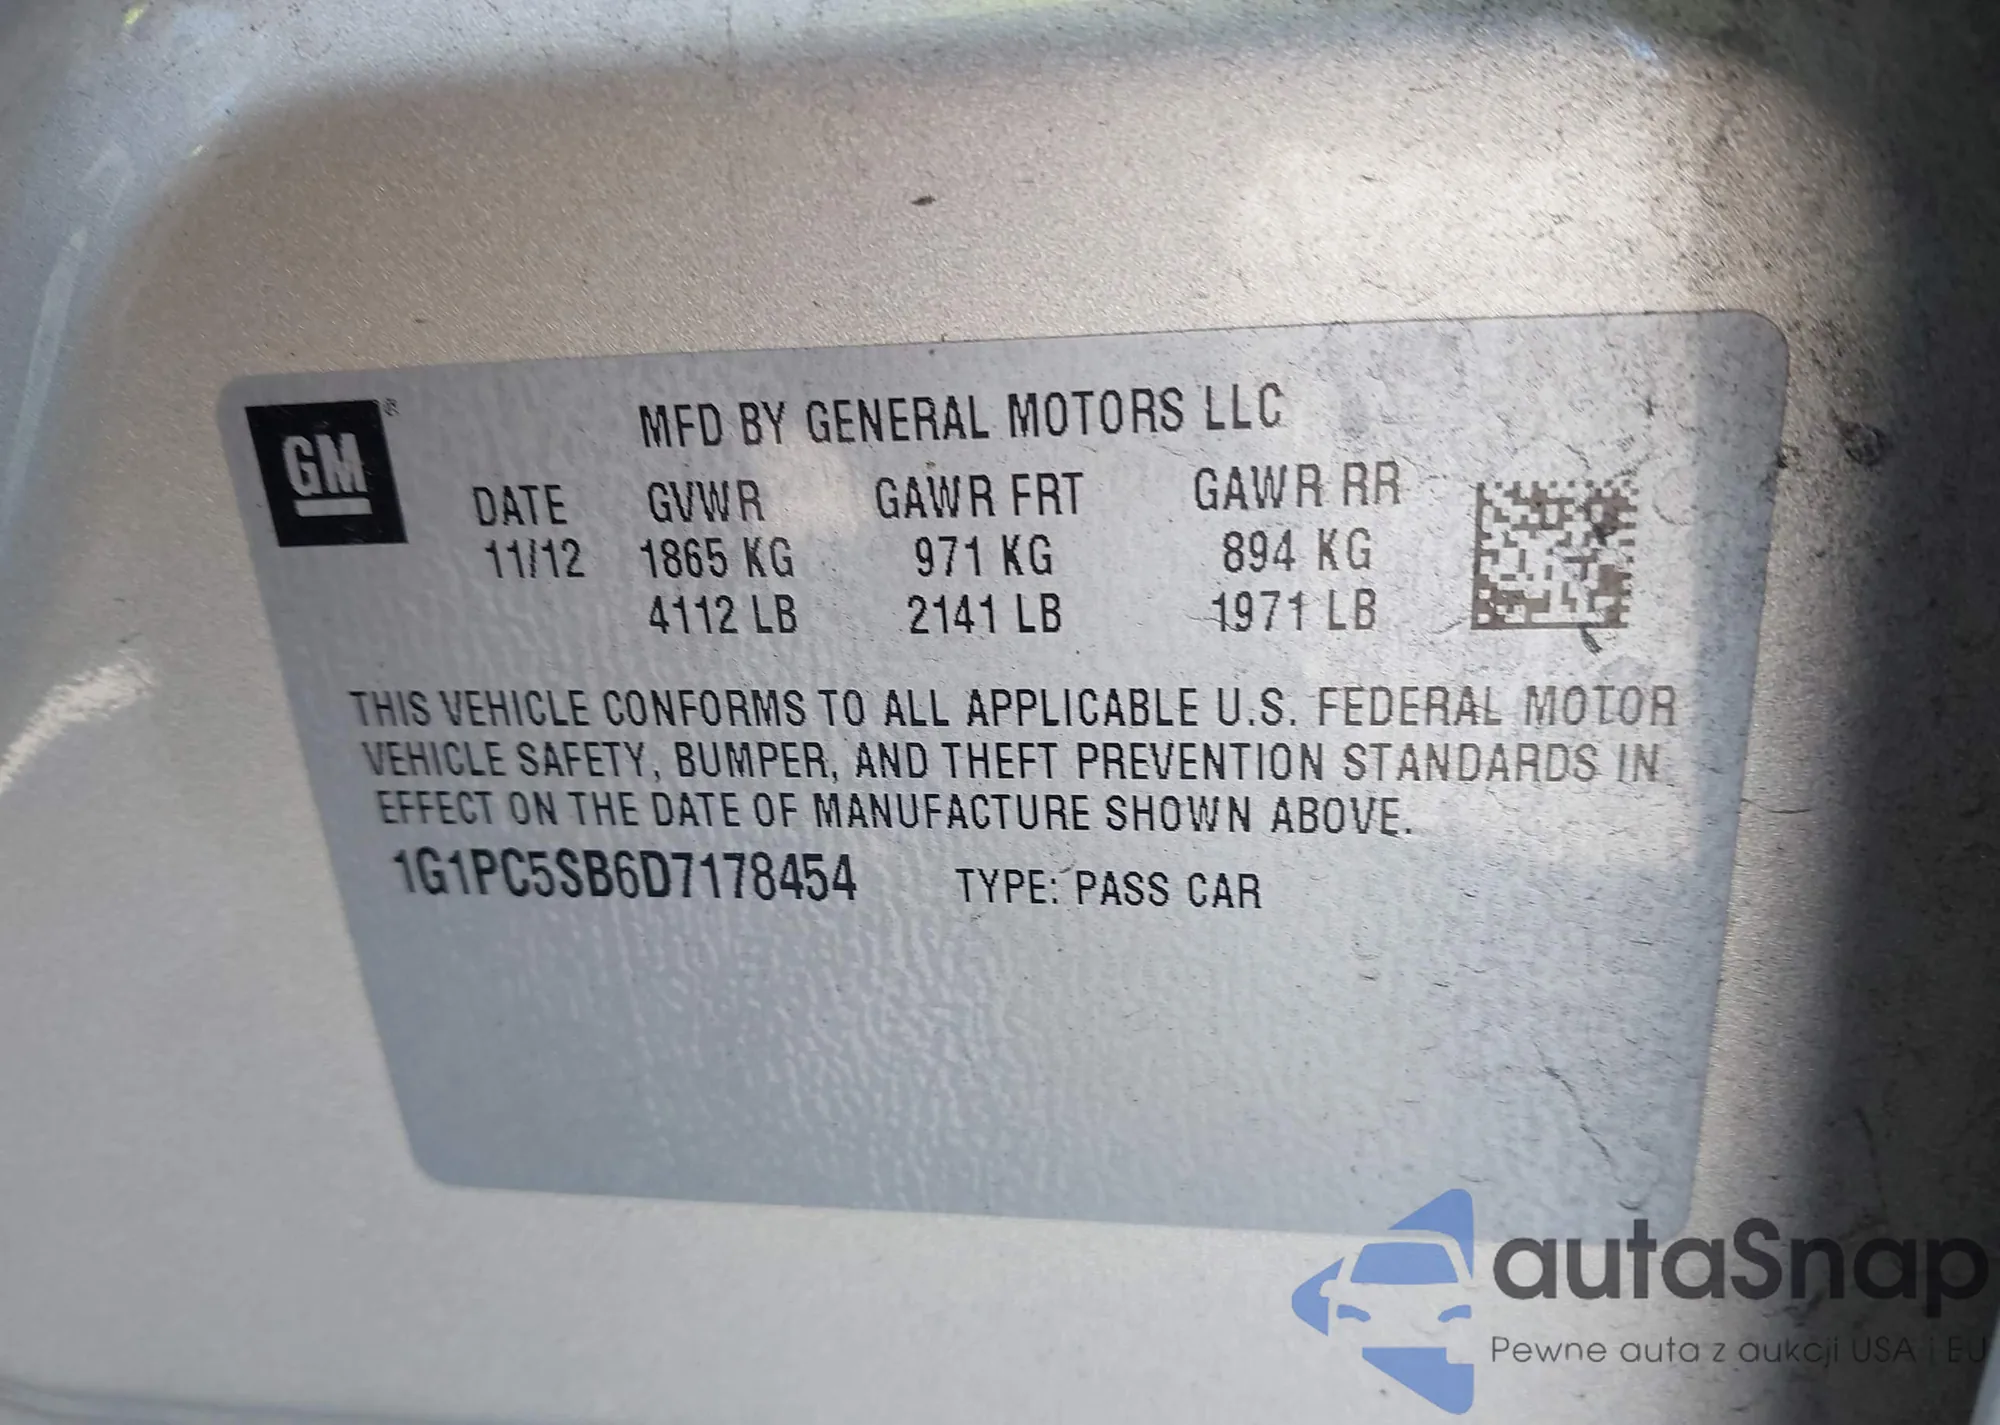 GM®
MFD BY GENERAL MOTORS LLC
DATE GVWR GAWR FRT GAWR RR
11/12 1865 KG 971 KG 894 KG
4112 LB 2141 LB 1971 LB
THIS VEHICLE CONFORMS TO ALL APPLICABLE U.S. FEDERAL MOTOR
VEHICLE SAFETY, BUMPER, AND THEFT PREVENTION STANDARDS IN
EFFECT ON THE DATE OF MANUFACTURE SHOWN ABOVE.
1G1PC5SB6D7178454 TYPE: PASS CAR
autaSnap
Pewne auta z aukcji USA i EU